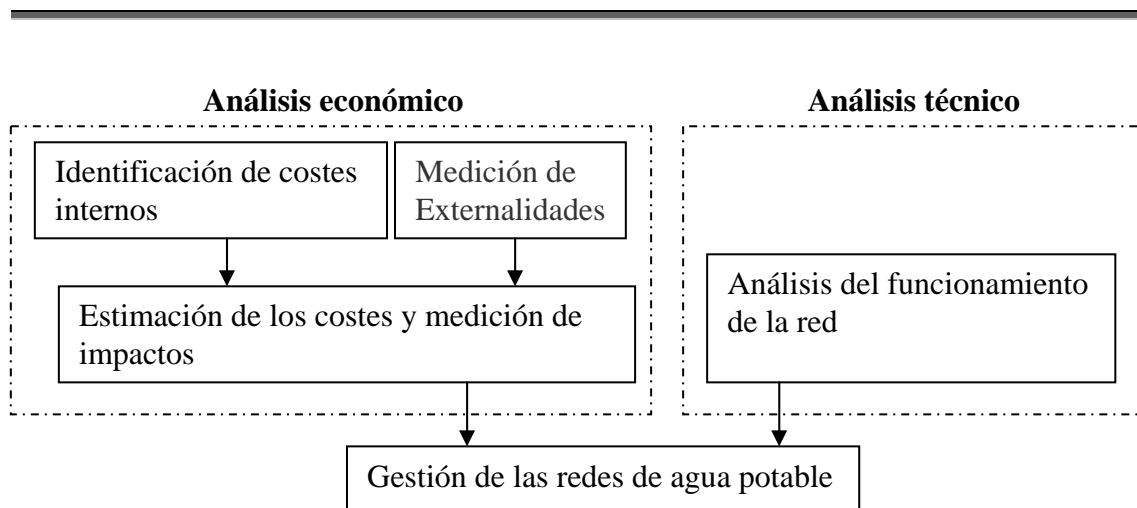 Análisis económico
Análisis técnico
Identificación de costes
internos
Medición de
Externalidades
Estimación de los costes y medición de
impactos
Análisis del funcionamiento
de la red
Gestión de las redes de agua potable